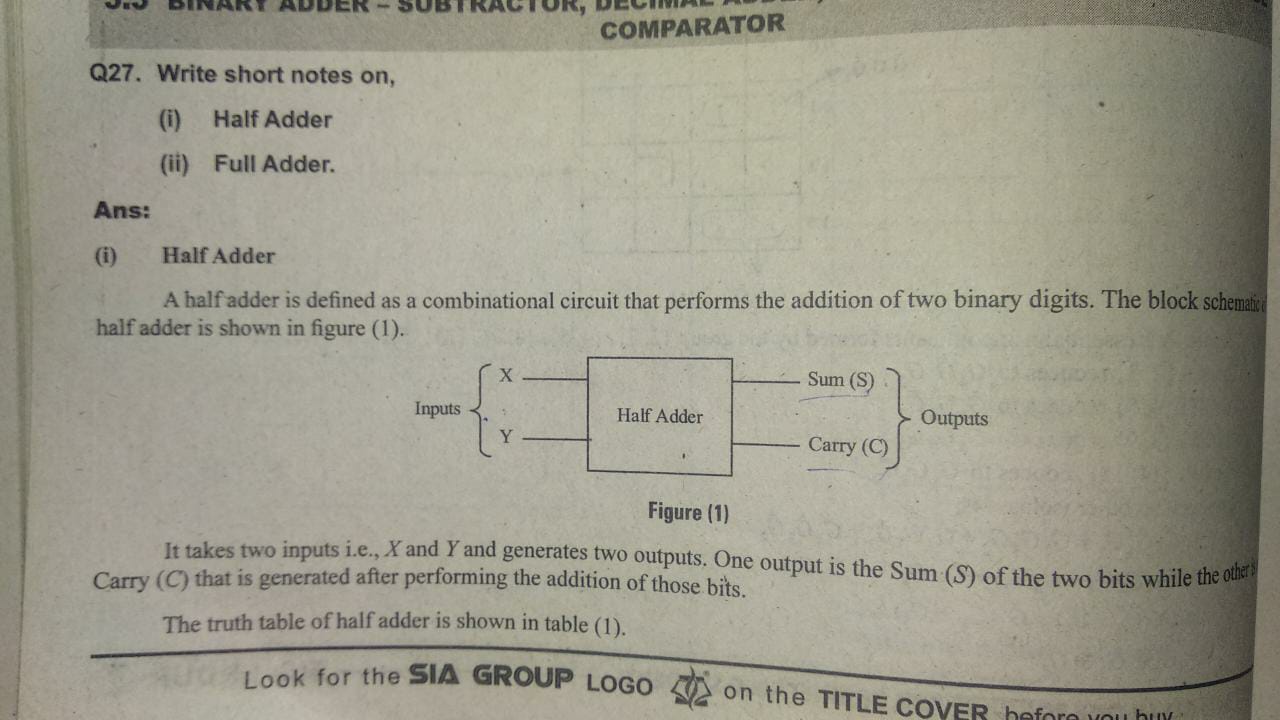 3.3 BINARY ADDER – SUBTRACTOR, DECIMAL
COMPARATOR
Q27. Write short notes on,
(i) Half Adder
(ii) Full Adder.
Ans:
(i) Half Adder
A half adder is defined as a combinational circuit that performs the addition of two binary digits. The block schematic
half adder is shown in figure (1).
X
Sum (S)
Inputs
Half Adder
Outputs
Y
Carry (C)
Figure (1)
It takes two inputs i.e., X and Y and generates two outputs. One output is the Sum (S) of the two bits while the other
Carry (C) that is generated after performing the addition of those bits.
The truth table of half adder is shown in table (1).
Look for the SIA GROUP LOGO on the TITLE COVER before you buy